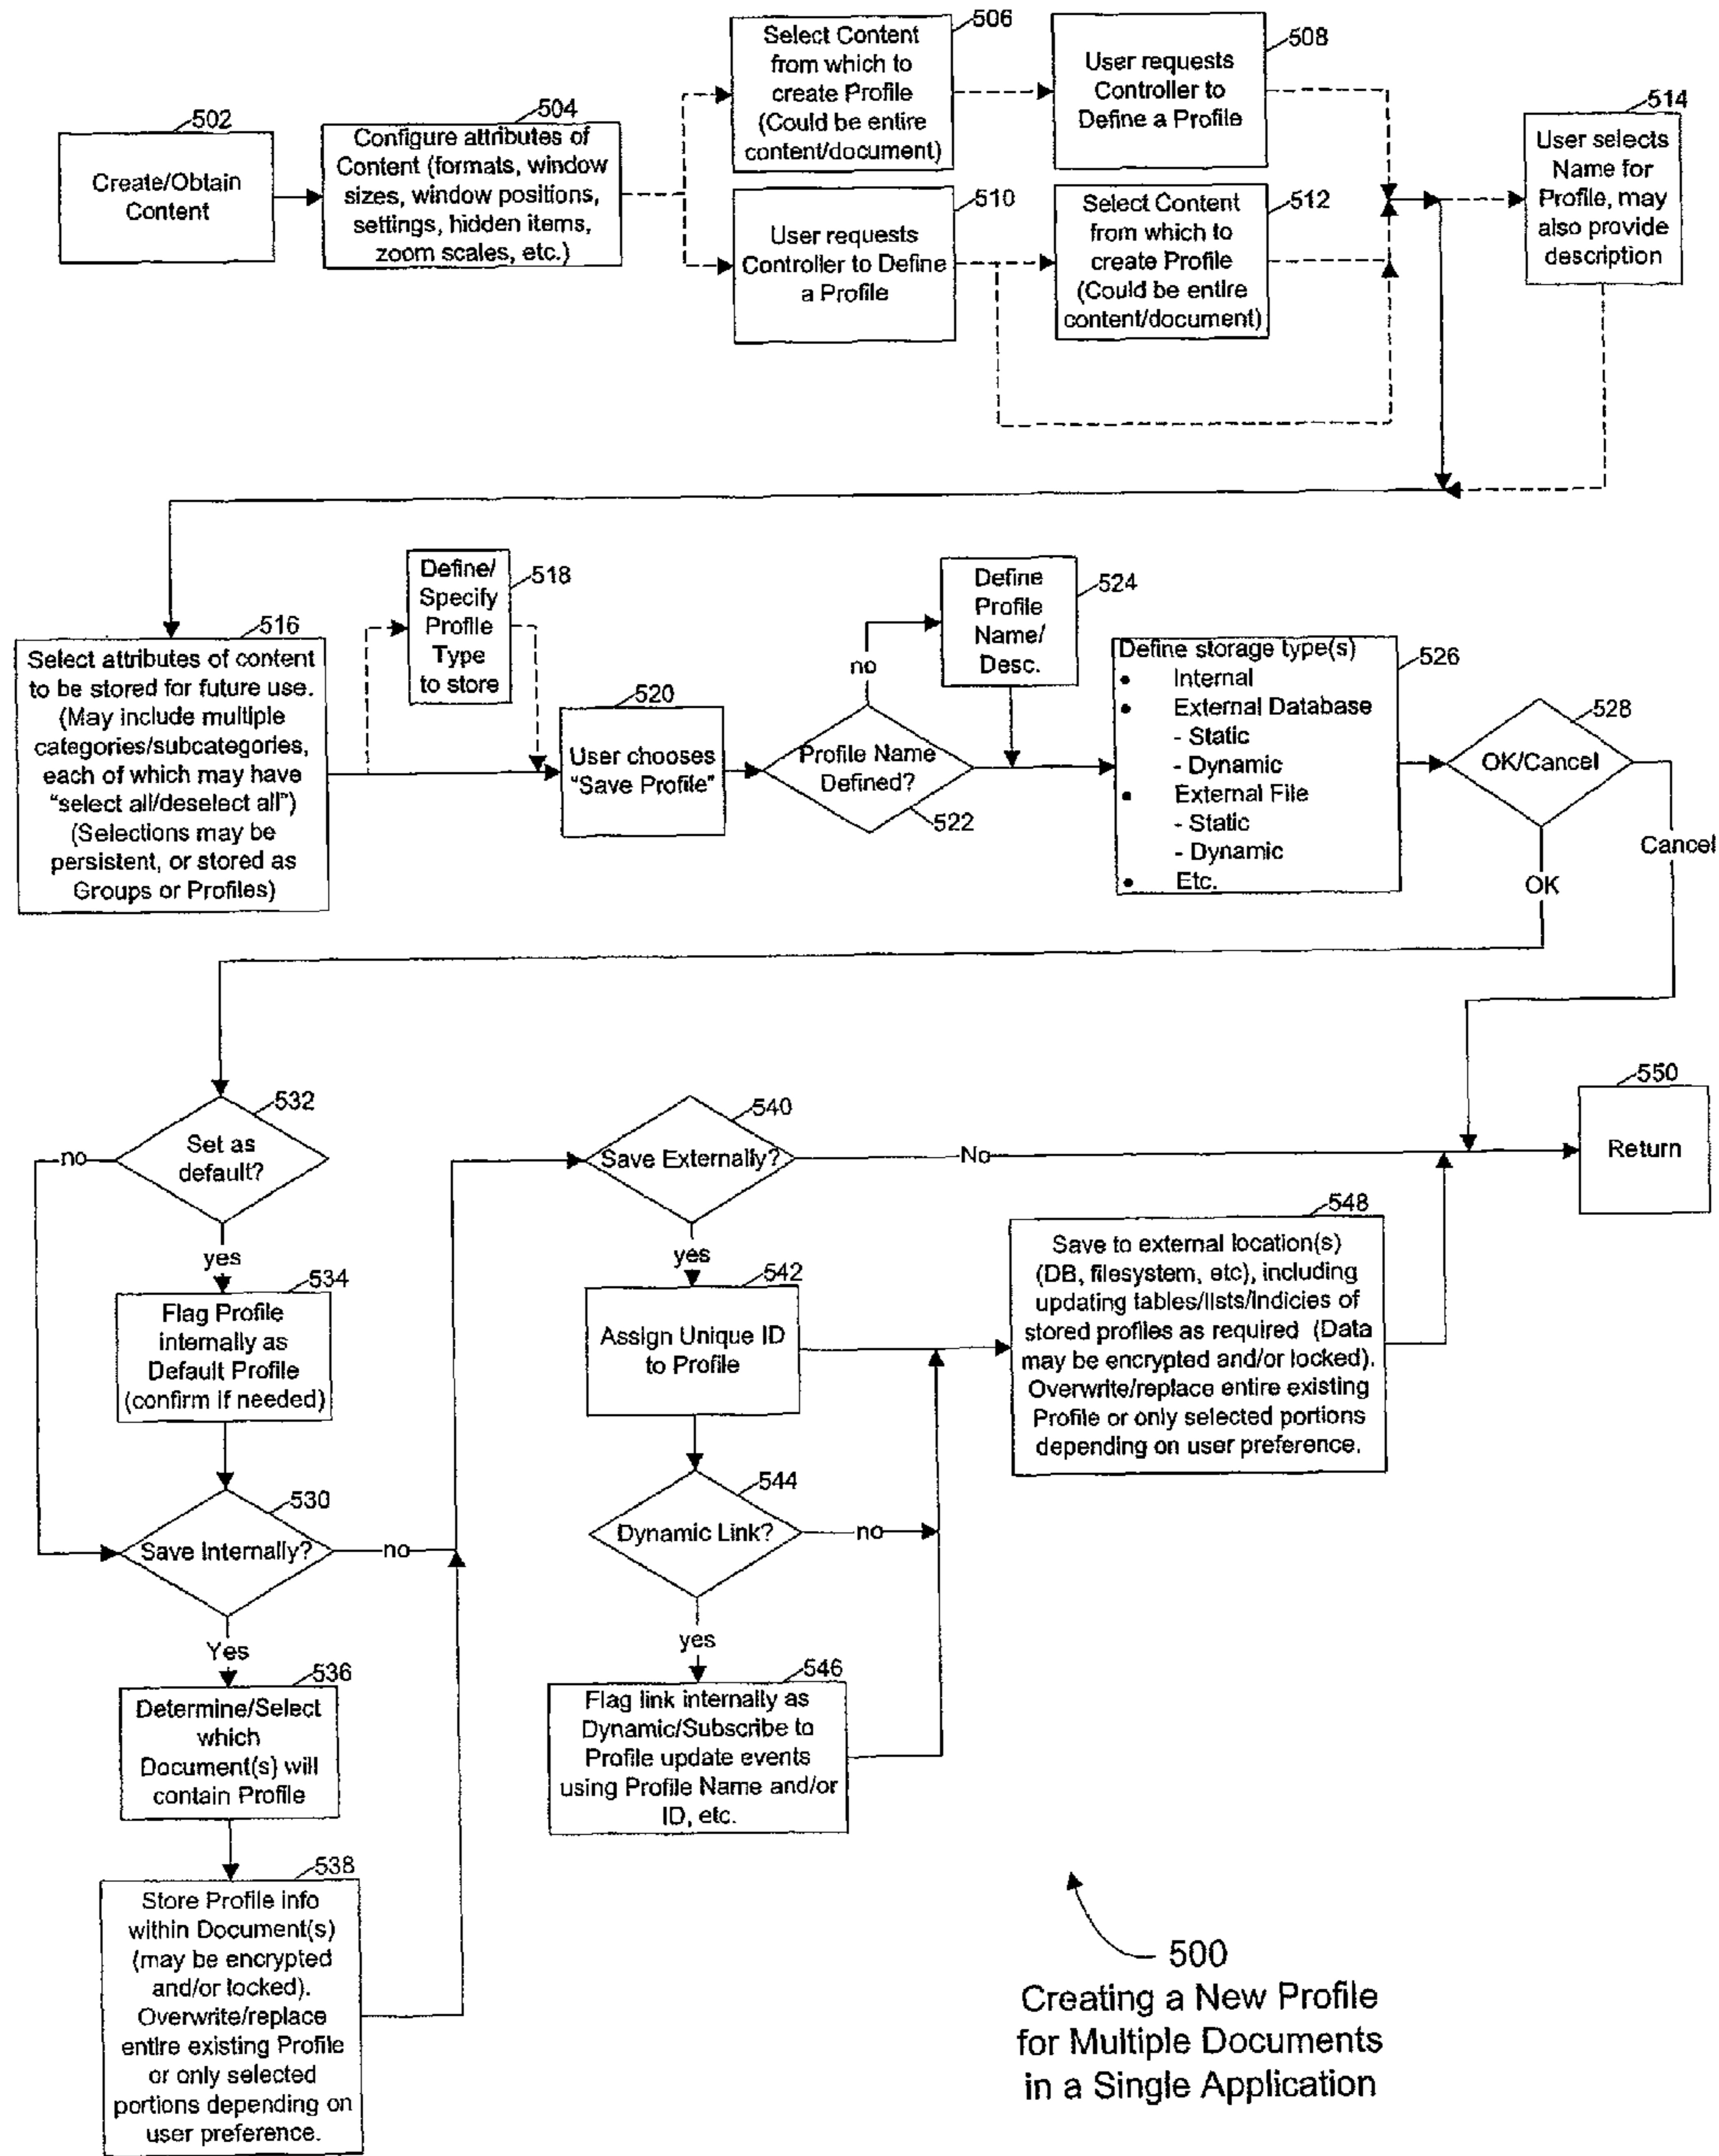 502
Create/Obtain
Content
504
Configure attributes of
Content (formats, window
sizes, window positions,
settings, hidden items,
zoom scales, etc.)
506
Select Content
from which to
create Profile
(Could be entire
content/document)
508
User requests
Controller to
Define a Profile
510
User requests
Controller to Define
a Profile
512
Select Content
from which to
create Profile
(Could be entire
content/document)
514
User selects
Name for
Profile, may
also provide
description
516
Select attributes of content
to be stored for future use.
(May include multiple
categories/subcategories,
each of which may have
“select all/deselect all”)
(Selections may be
persistent, or stored as
Groups or Profiles)
518
Define/
Specify
Profile
Type
to store
520
User chooses
“Save Profile”
522
Profile Name
Defined?
no
524
Define
Profile
Name/
Desc.
526
Define storage type(s)
• Internal
• External Database
- Static
- Dynamic
• External File
- Static
- Dynamic
• Etc.
528
OK/Cancel
Cancel
OK
532
Set as
default?
no
yes
534
Flag Profile
internally as
Default Profile
(confirm if needed)
530
Save Internally?
no
Yes
536
Determine/Select
which
Document(s) will
contain Profile
538
Store Profile info
within Document(s)
(may be encrypted
and/or locked).
Overwrite/replace
entire existing Profile
or only selected
portions depending on
user preference.
540
Save Externally?
No
yes
542
Assign Unique ID
to Profile
544
Dynamic Link?
no
yes
546
Flag link internally as
Dynamic/Subscribe to
Profile update events
using Profile Name and/or
ID, etc.
548
Save to external location(s)
(DB, filesystem, etc), including
updating tables/lists/indicies of
stored profiles as required (Data
may be encrypted and/or locked).
Overwrite/replace entire existing
Profile or only selected portions
depending on user preference.
550
Return
500
Creating a New Profile
for Multiple Documents
in a Single Application